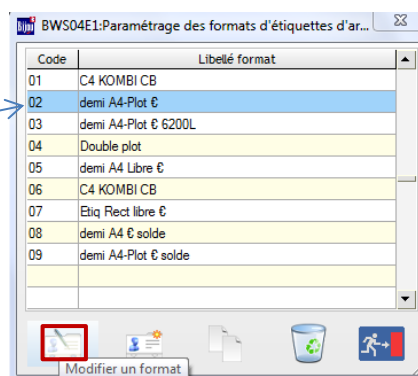 Bijou BWS04E1:Paramétrage des formats d'étiquettes d'ar...
Code Libellé format
01 C4 KOMBI CB
02 demi A4-Plot €
03 demi A4-Plot € 6200L
04 Double plot
05 demi A4 Libre €
06 C4 KOMBI CB
07 Etiq Rect libre €
08 demi A4 € solde
09 demi A4-Plot € solde
Modifier un format